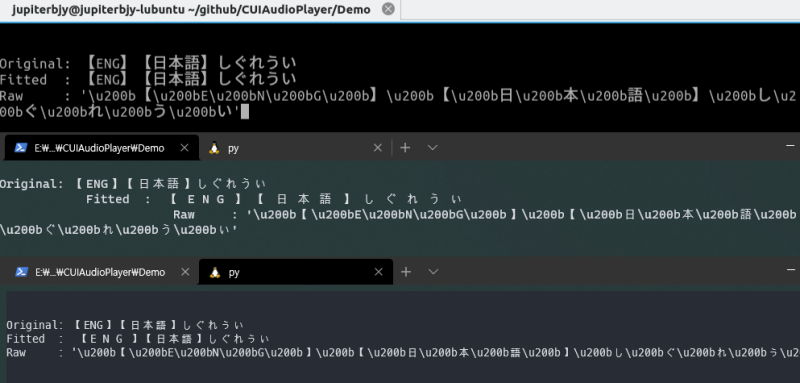 jupiterbjy@jupiterbjy-lubuntu ~/github/CUIAudioPlayer/Demo
Original: 【ENG】【日本語】しぐれうい
Fitted : 【ENG】【日本語】しぐれうい
Raw : '\u200b【\u200bE\u200bN\u200bG\u200b】\u200b【\u200b日\u200b本\u200b語\u200b】\u200bし\u2
00bぐ\u200bれ\u200bう\u200bい'
E:₩...₩CUIAudioPlayer₩Demo
py
Original: 【ENG】【日本語】しぐれうい
Fitted : 【 E N G 】【 日 本 語 】 し ぐ れ う い
Raw : '\u200b【\u200bE\u200bN\u200bG\u200b】\u200b【\u200b日\u200b本\u200b語\u200b
\u200bぐ\u200bれ\u200bう\u200bい'
E:₩...₩CUIAudioPlayer₩Demo
py
Original: 【ENG】【日本語】しぐれうい
Fitted : 【E N G 】【日本語】しぐれうい
Raw : '\u200b【\u200bE\u200bN\u200bG\u200b】\u200b【\u200b日\u200b本\u200b語\u200b】\u200bし\u200bぐ\u200bれ\u200bう\u20